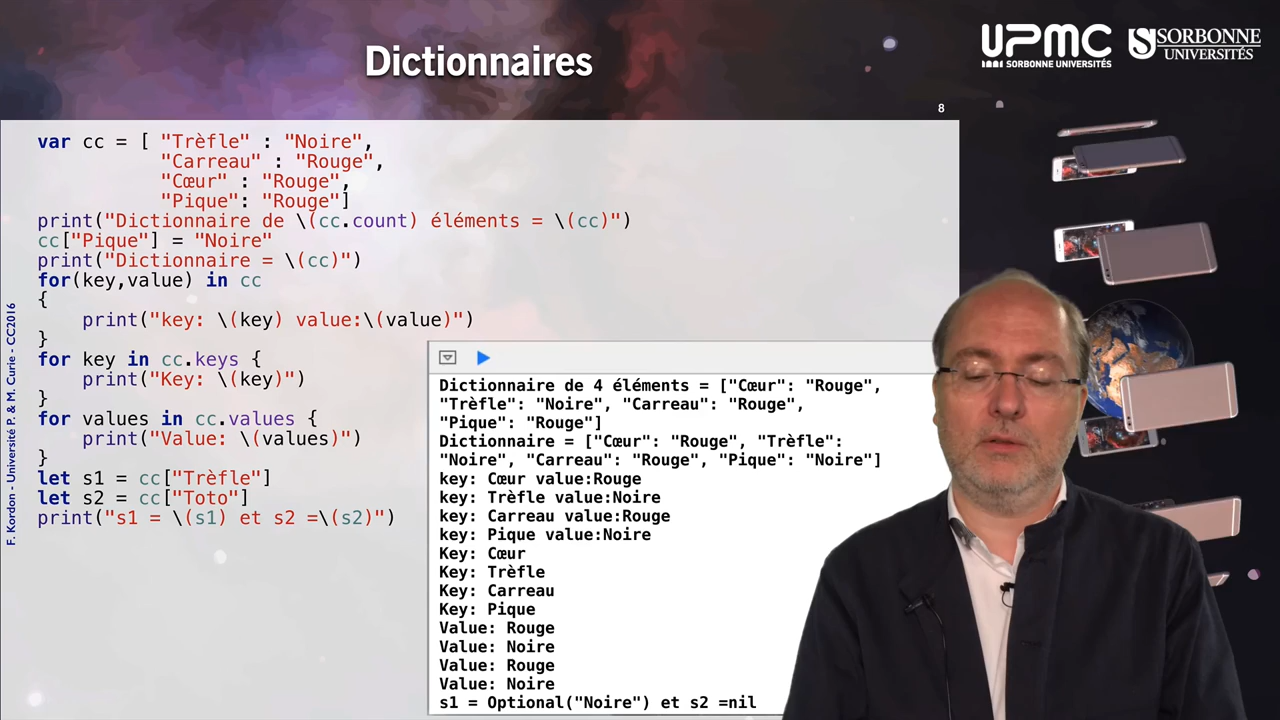 Dictionnaires
UPMC
SORBONNE UNIVERSITÉS
SORBONNE
UNIVERSITÉS
8
var cc = [ "Trèfle" : "Noire",
"Carreau" : "Rouge",
"Cœur" : "Rouge",
"Pique": "Rouge"]
print("Dictionnaire de \(cc.count) éléments = \(cc)")
cc["Pique"] = "Noire"
print("Dictionnaire = \(cc)")
for(key,value) in cc
{
print("key: \(key) value:\(value)")
}
for key in cc.keys {
print("Key: \(key)")
}
for values in cc.values {
print("Value: \(values)")
}
let s1 = cc["Trèfle"]
let s2 = cc["Toto"]
print("s1 = \(s1) et s2 =\(s2)")
F. Kordon - Université P. & M. Curie - CC2016
Dictionnaire de 4 éléments = ["Cœur": "Rouge",
"Trèfle": "Noire", "Carreau": "Rouge",
"Pique": "Rouge"]
Dictionnaire = ["Cœur": "Rouge", "Trèfle":
"Noire", "Carreau": "Rouge", "Pique": "Noire"]
key: Cœur value:Rouge
key: Trèfle value:Noire
key: Carreau value:Rouge
key: Pique value:Noire
Key: Cœur
Key: Trèfle
Key: Carreau
Key: Pique
Value: Rouge
Value: Noire
Value: Rouge
Value: Noire
s1 = Optional("Noire") et s2 =nil